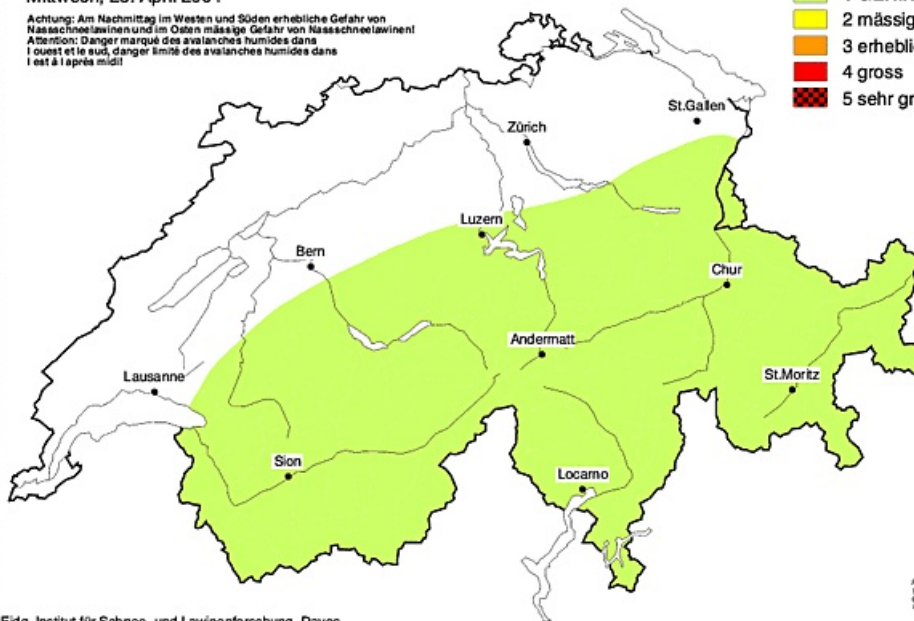 Achtung: Am Nachmittag im Westen und Süden erhebliche Gefahr von
Nassschneelawinen und im Osten mässige Gefahr von Nassschneelawinen!
Attention: Danger marqué des avalanches humides dans
l ouest et le sud, danger limité des avalanches humides dans
l est à l après midi!
2 mässig
3 erhebli
4 gross
5 sehr gr
St.Gallen
Zürich
Luzern
Bern
Chur
Andermatt
Lausanne
St.Moritz
Sion
Locarno
Eidg. Institut für Schnee- und Lawinenforschung, Davos